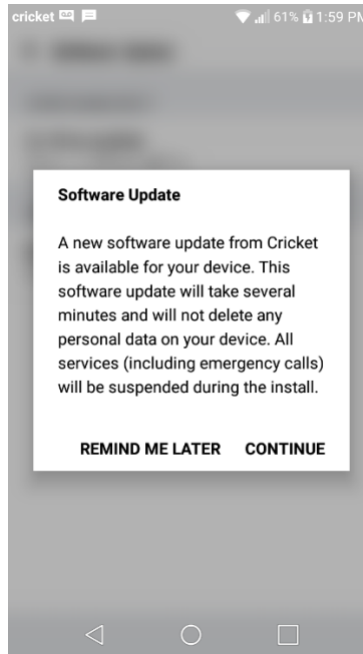 cricket 61% 1:59 PM
Software Update
A new software update from Cricket
is available for your device. This
software update will take several
minutes and will not delete any
personal data on your device. All
services (including emergency calls)
will be suspended during the install.
REMIND ME LATER CONTINUE